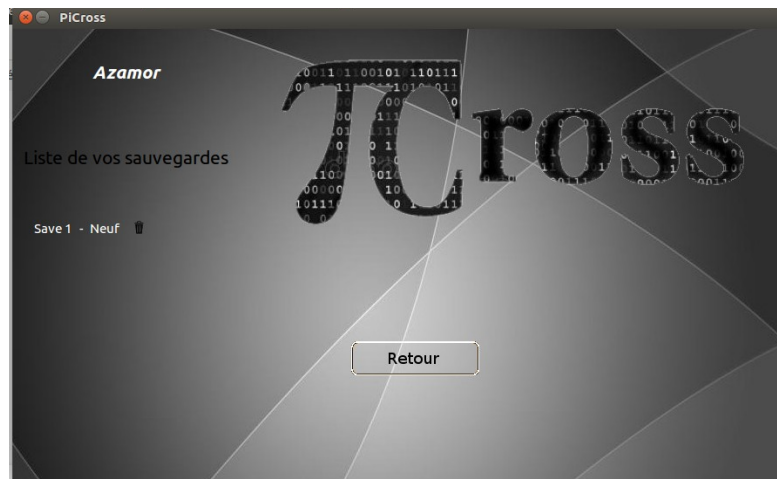 PiCross
Azamor
πCross
Liste de vos sauvegardes
Save 1 - Neuf
Retour